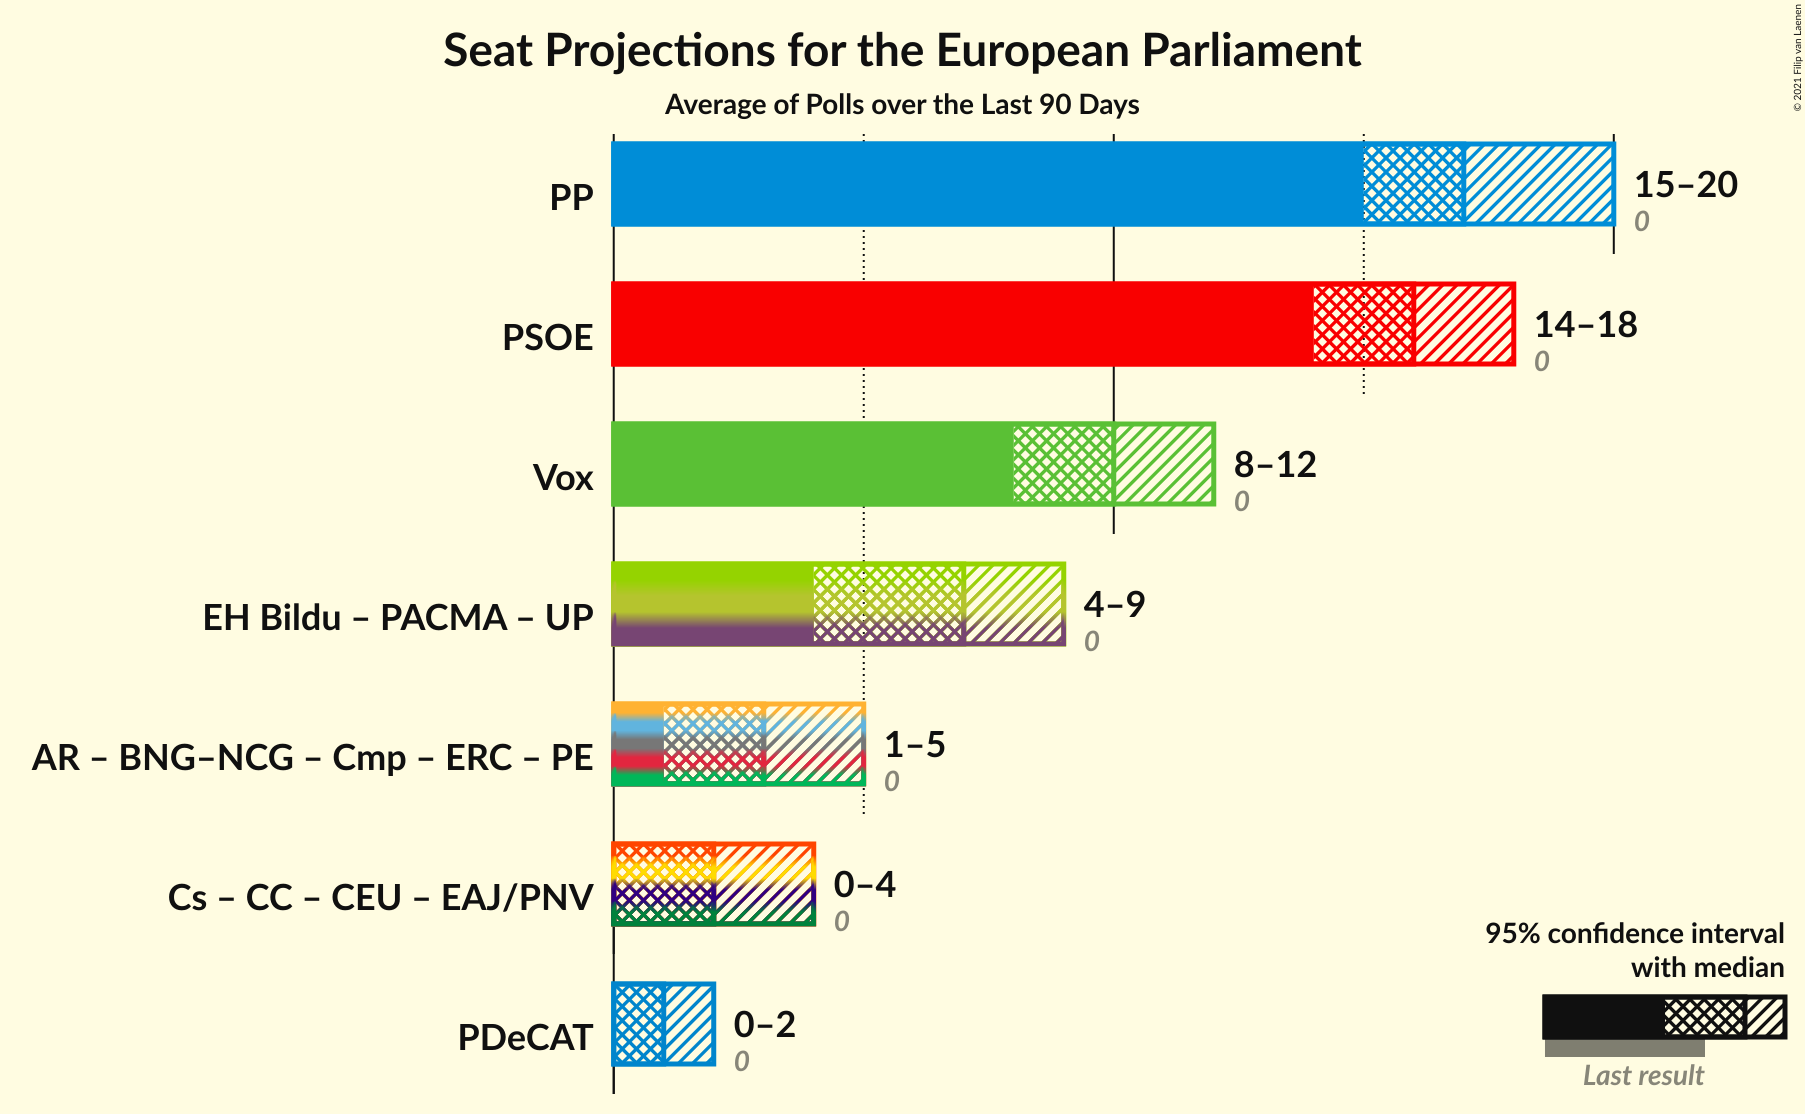 Seat Projections for the European Parliament
Average of Polls over the Last 90 Days
© 2021 Filip van Laenen
PP
15–20
0
PSOE
14–18
0
Vox
8–12
0
EH Bildu – PACMA – UP
4–9
0
AR – BNG–NCG – Cmp – ERC – PE
1–5
0
Cs – CC – CEU – EAJ/PNV
0–4
0
PDeCAT
0–2
0
95% confidence interval
with median
Last result